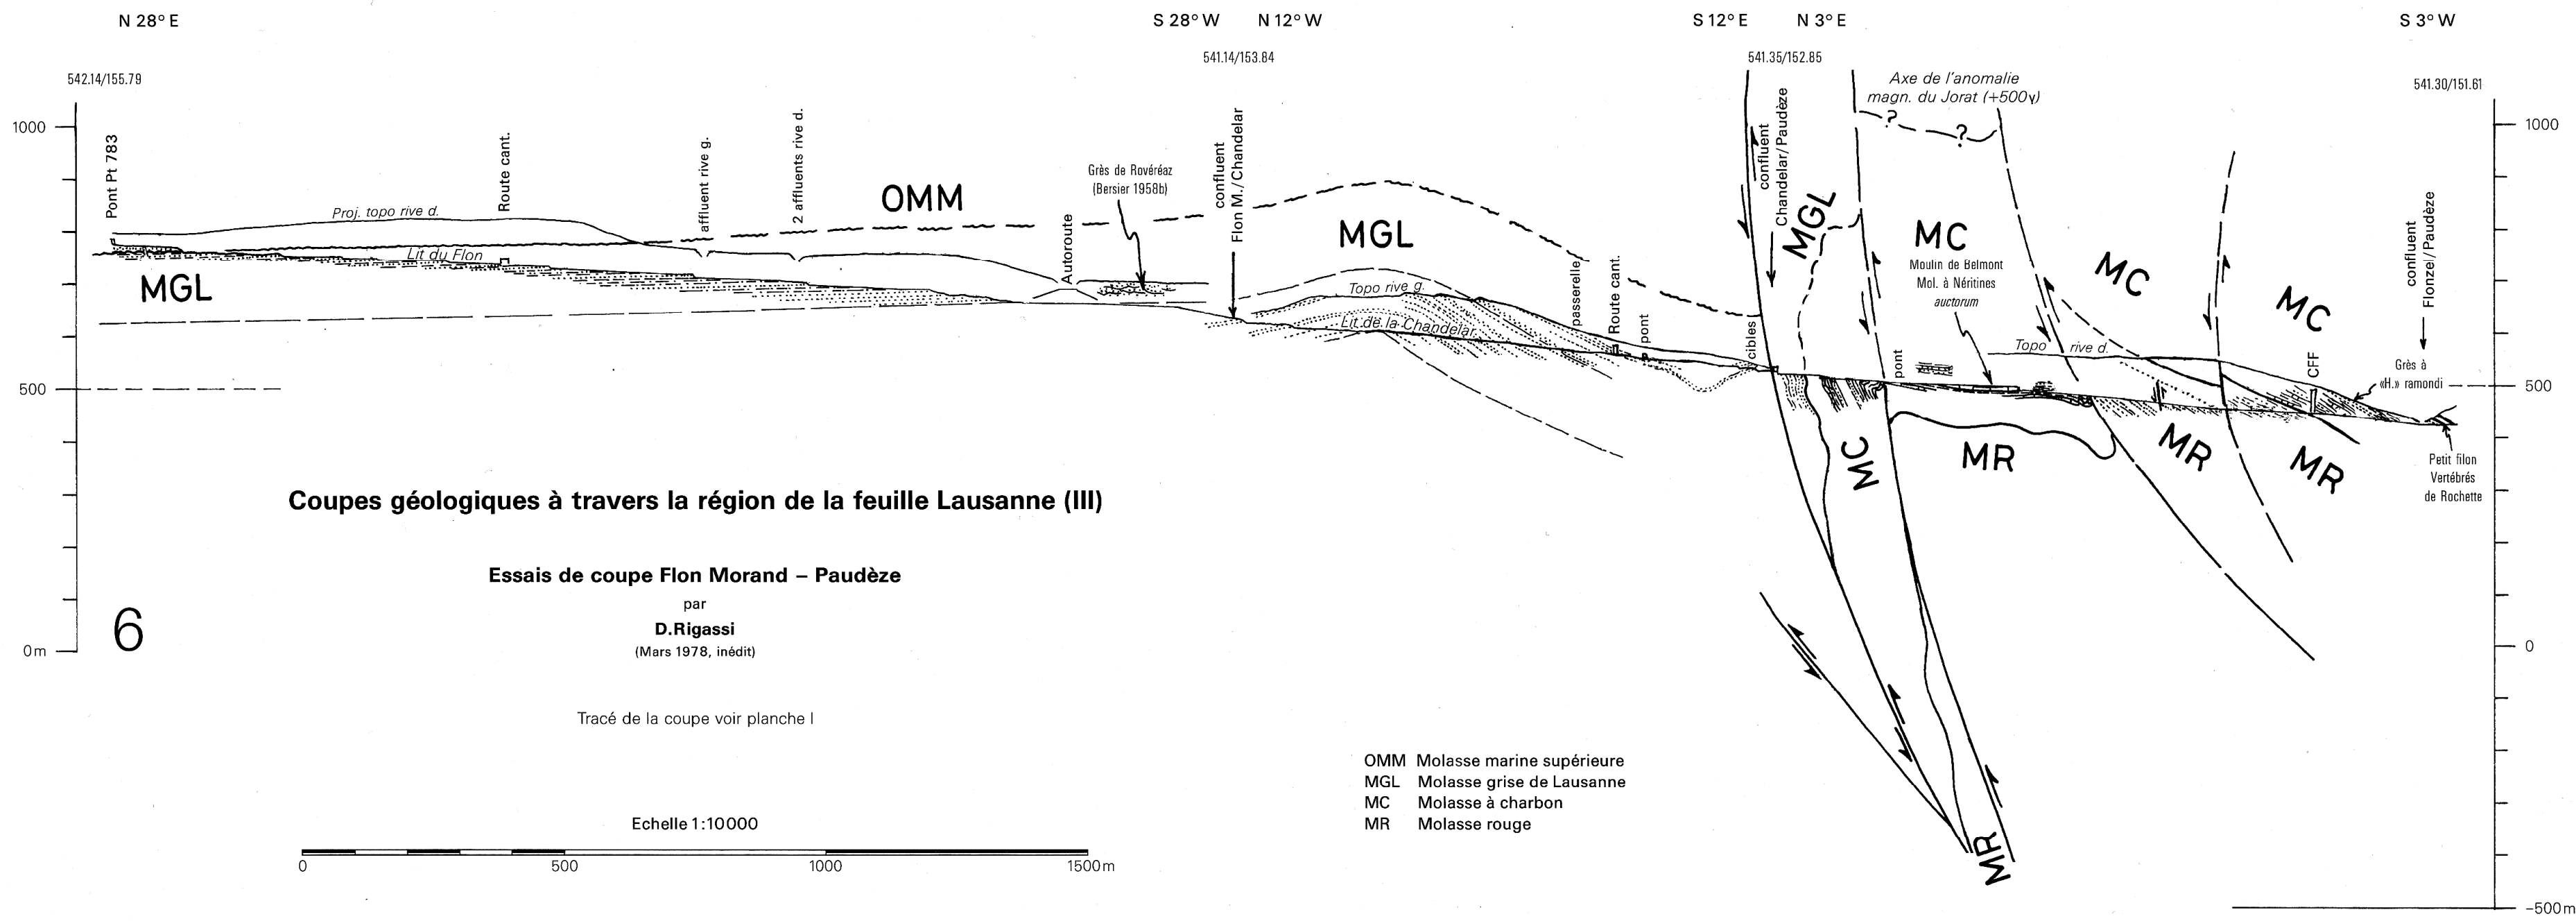 N 28° E
S 28° W
N 12° W
S 12° E
N 3° E
S 3° W
542.14/155.79
541.14/153.84
541.35/152.85
541.30/151.61
1000
500
0 m
Pont Pt 783
Proj. topo rive d.
Route cant.
Lit du Flon
affluent rive g.
2 affluents rive d.
OMM
MGL
Autoroute
Grès de Rovéréaz
(Bersier 1958b)
confluent
Flon M./Chandelar
MGL
Topo rive g.
Lit de la Chandelar
passerelle
Route cant.
pont
cibles
confluent
Chandelar/Paudèze
MGL
MC
pont
Axe de l'anomalie
magn. du Jorat (+500γ)
?
?
MC
Moulin de Belmont
Mol. à Néritines
auctorum
MR
MC
Topo rive d.
MR
MC
MR
CFF
confluent
Flonzel/Paudèze
Grès à
«H.» ramondi
Petit filon
Vertébrés
de Rochette
MR
1000
500
0
-500 m
Coupes géologiques à travers la région de la feuille Lausanne (III)
Essais de coupe Flon Morand – Paudèze
par
D.Rigassi
(Mars 1978, inédit)
6
Tracé de la coupe voir planche I
Echelle 1:10000
0 500 1000 1500 m
OMM Molasse marine supérieure
MGL Molasse grise de Lausanne
MC Molasse à charbon
MR Molasse rouge